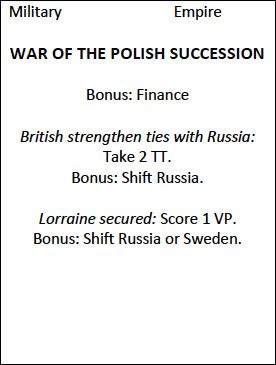 Military Empire
WAR OF THE POLISH SUCCESSION
Bonus: Finance
British strengthen ties with Russia:
Take 2 TT.
Bonus: Shift Russia.
Lorraine secured: Score 1 VP.
Bonus: Shift Russia or Sweden.